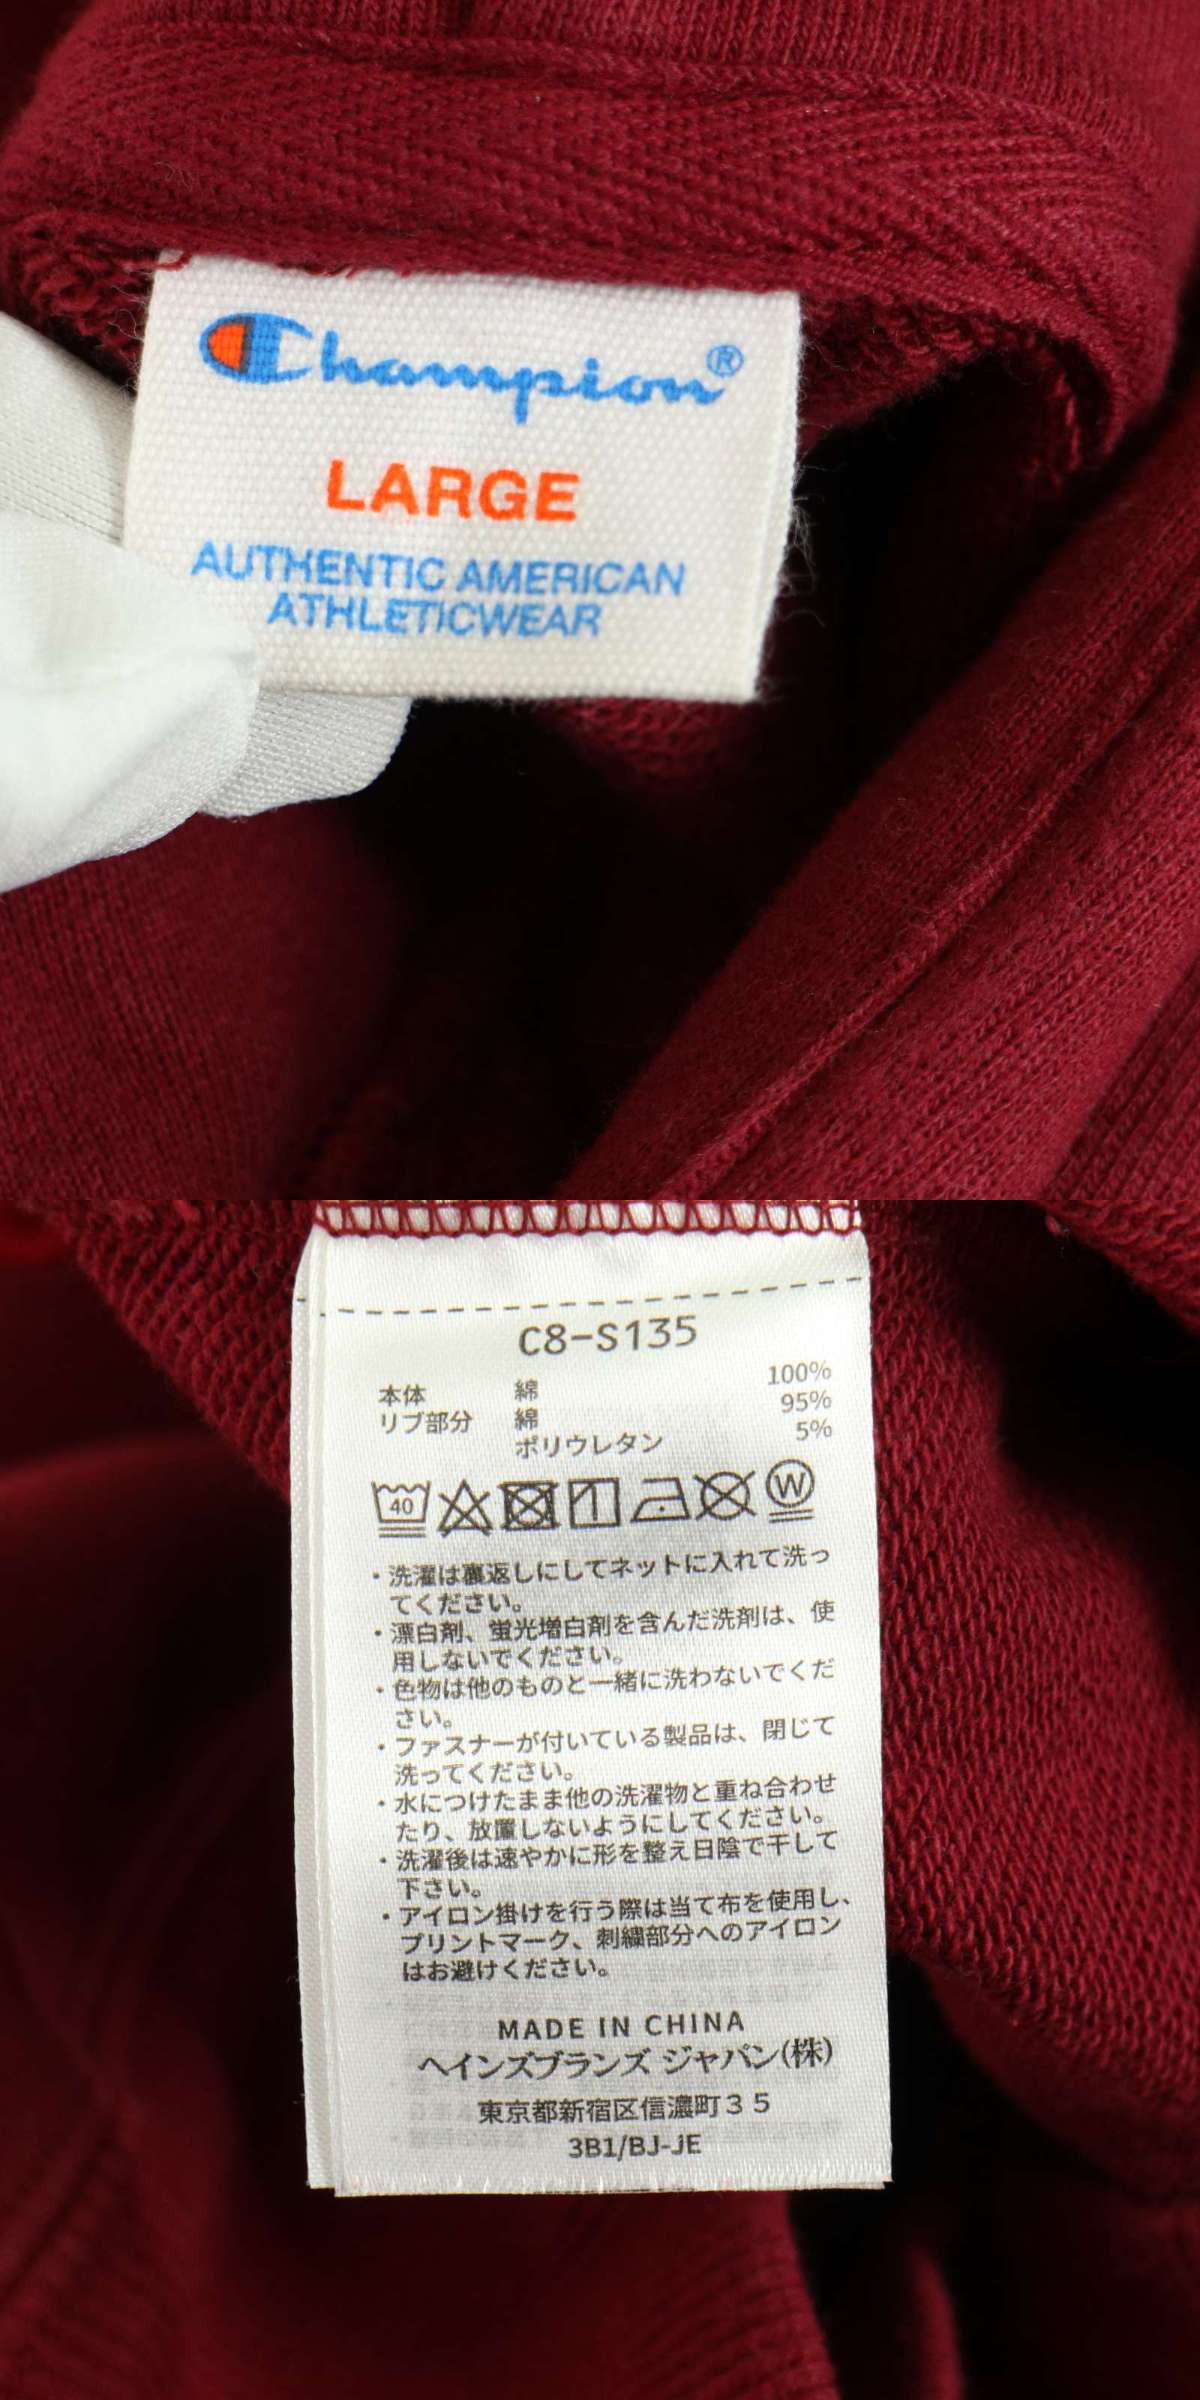 Champion®
LARGE
AUTHENTIC AMERICAN
ATHLETICWEAR
C8-S135
本体 綿 100%
リブ部分 綿 95%
ポリウレタン 5%
40 W
・洗濯は裏返しにしてネットに入れて洗っ
てください。
・漂白剤、蛍光増白剤を含んだ洗剤は、使
用しないでください。
・色物は他のものと一緒に洗わないでくだ
さい。
・ファスナーが付いている製品は、閉じて
洗ってください。
・水につけたまま他の洗濯物と重ね合わせ
たり、放置しないようにしてください。
・洗濯後は速やかに形を整え日陰で干して
下さい。
・アイロン掛けを行う際は当て布を使用し、
プリントマーク、刺繍部分へのアイロン
はお避けください。
MADE IN CHINA
ヘインズブランズ ジャパン(株)
東京都新宿区信濃町３５
3B1/BJ-JE